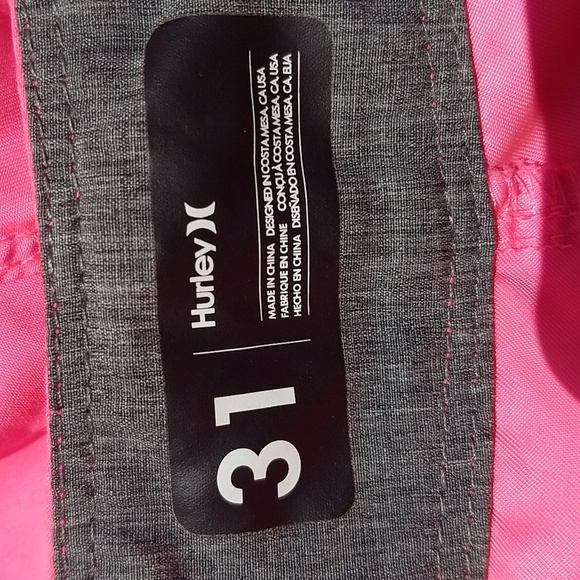 31
Hurley
MADE IN CHINA DESIGNED IN COSTA MESA, CA USA
FABRIQUE EN CHINE CONÇU À COSTA MESA, CA, USA
HECHO EN CHINA DISEÑADO EN COSTA MESA, CA, EUA